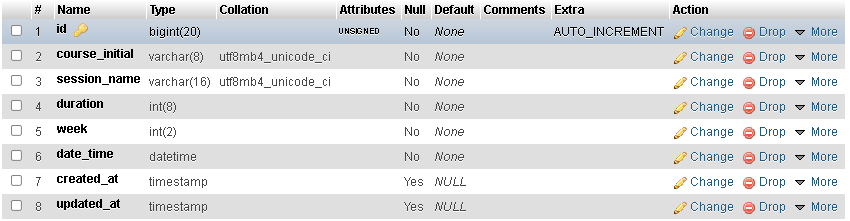 # Name Type Collation Attributes Null Default Comments Extra Action
1 id bigint(20) UNSIGNED No None AUTO_INCREMENT Change Drop More
2 course_initial varchar(8) utf8mb4_unicode_ci No None Change Drop More
3 session_name varchar(16) utf8mb4_unicode_ci No None Change Drop More
4 duration int(8) No None Change Drop More
5 week int(2) No None Change Drop More
6 date_time datetime No None Change Drop More
7 created_at timestamp Yes NULL Change Drop More
8 updated_at timestamp Yes NULL Change Drop More